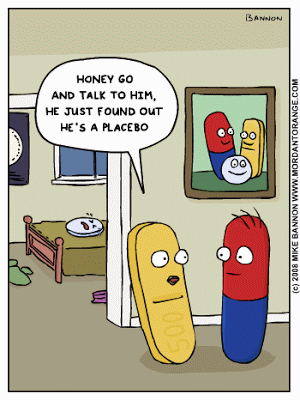 BANNON
HONEY GO
AND TALK TO HIM,
HE JUST FOUND OUT
HE'S A PLACEBO
500
(c) 2008 MIKE BANNON WWW.MORDANTORANGE.COM